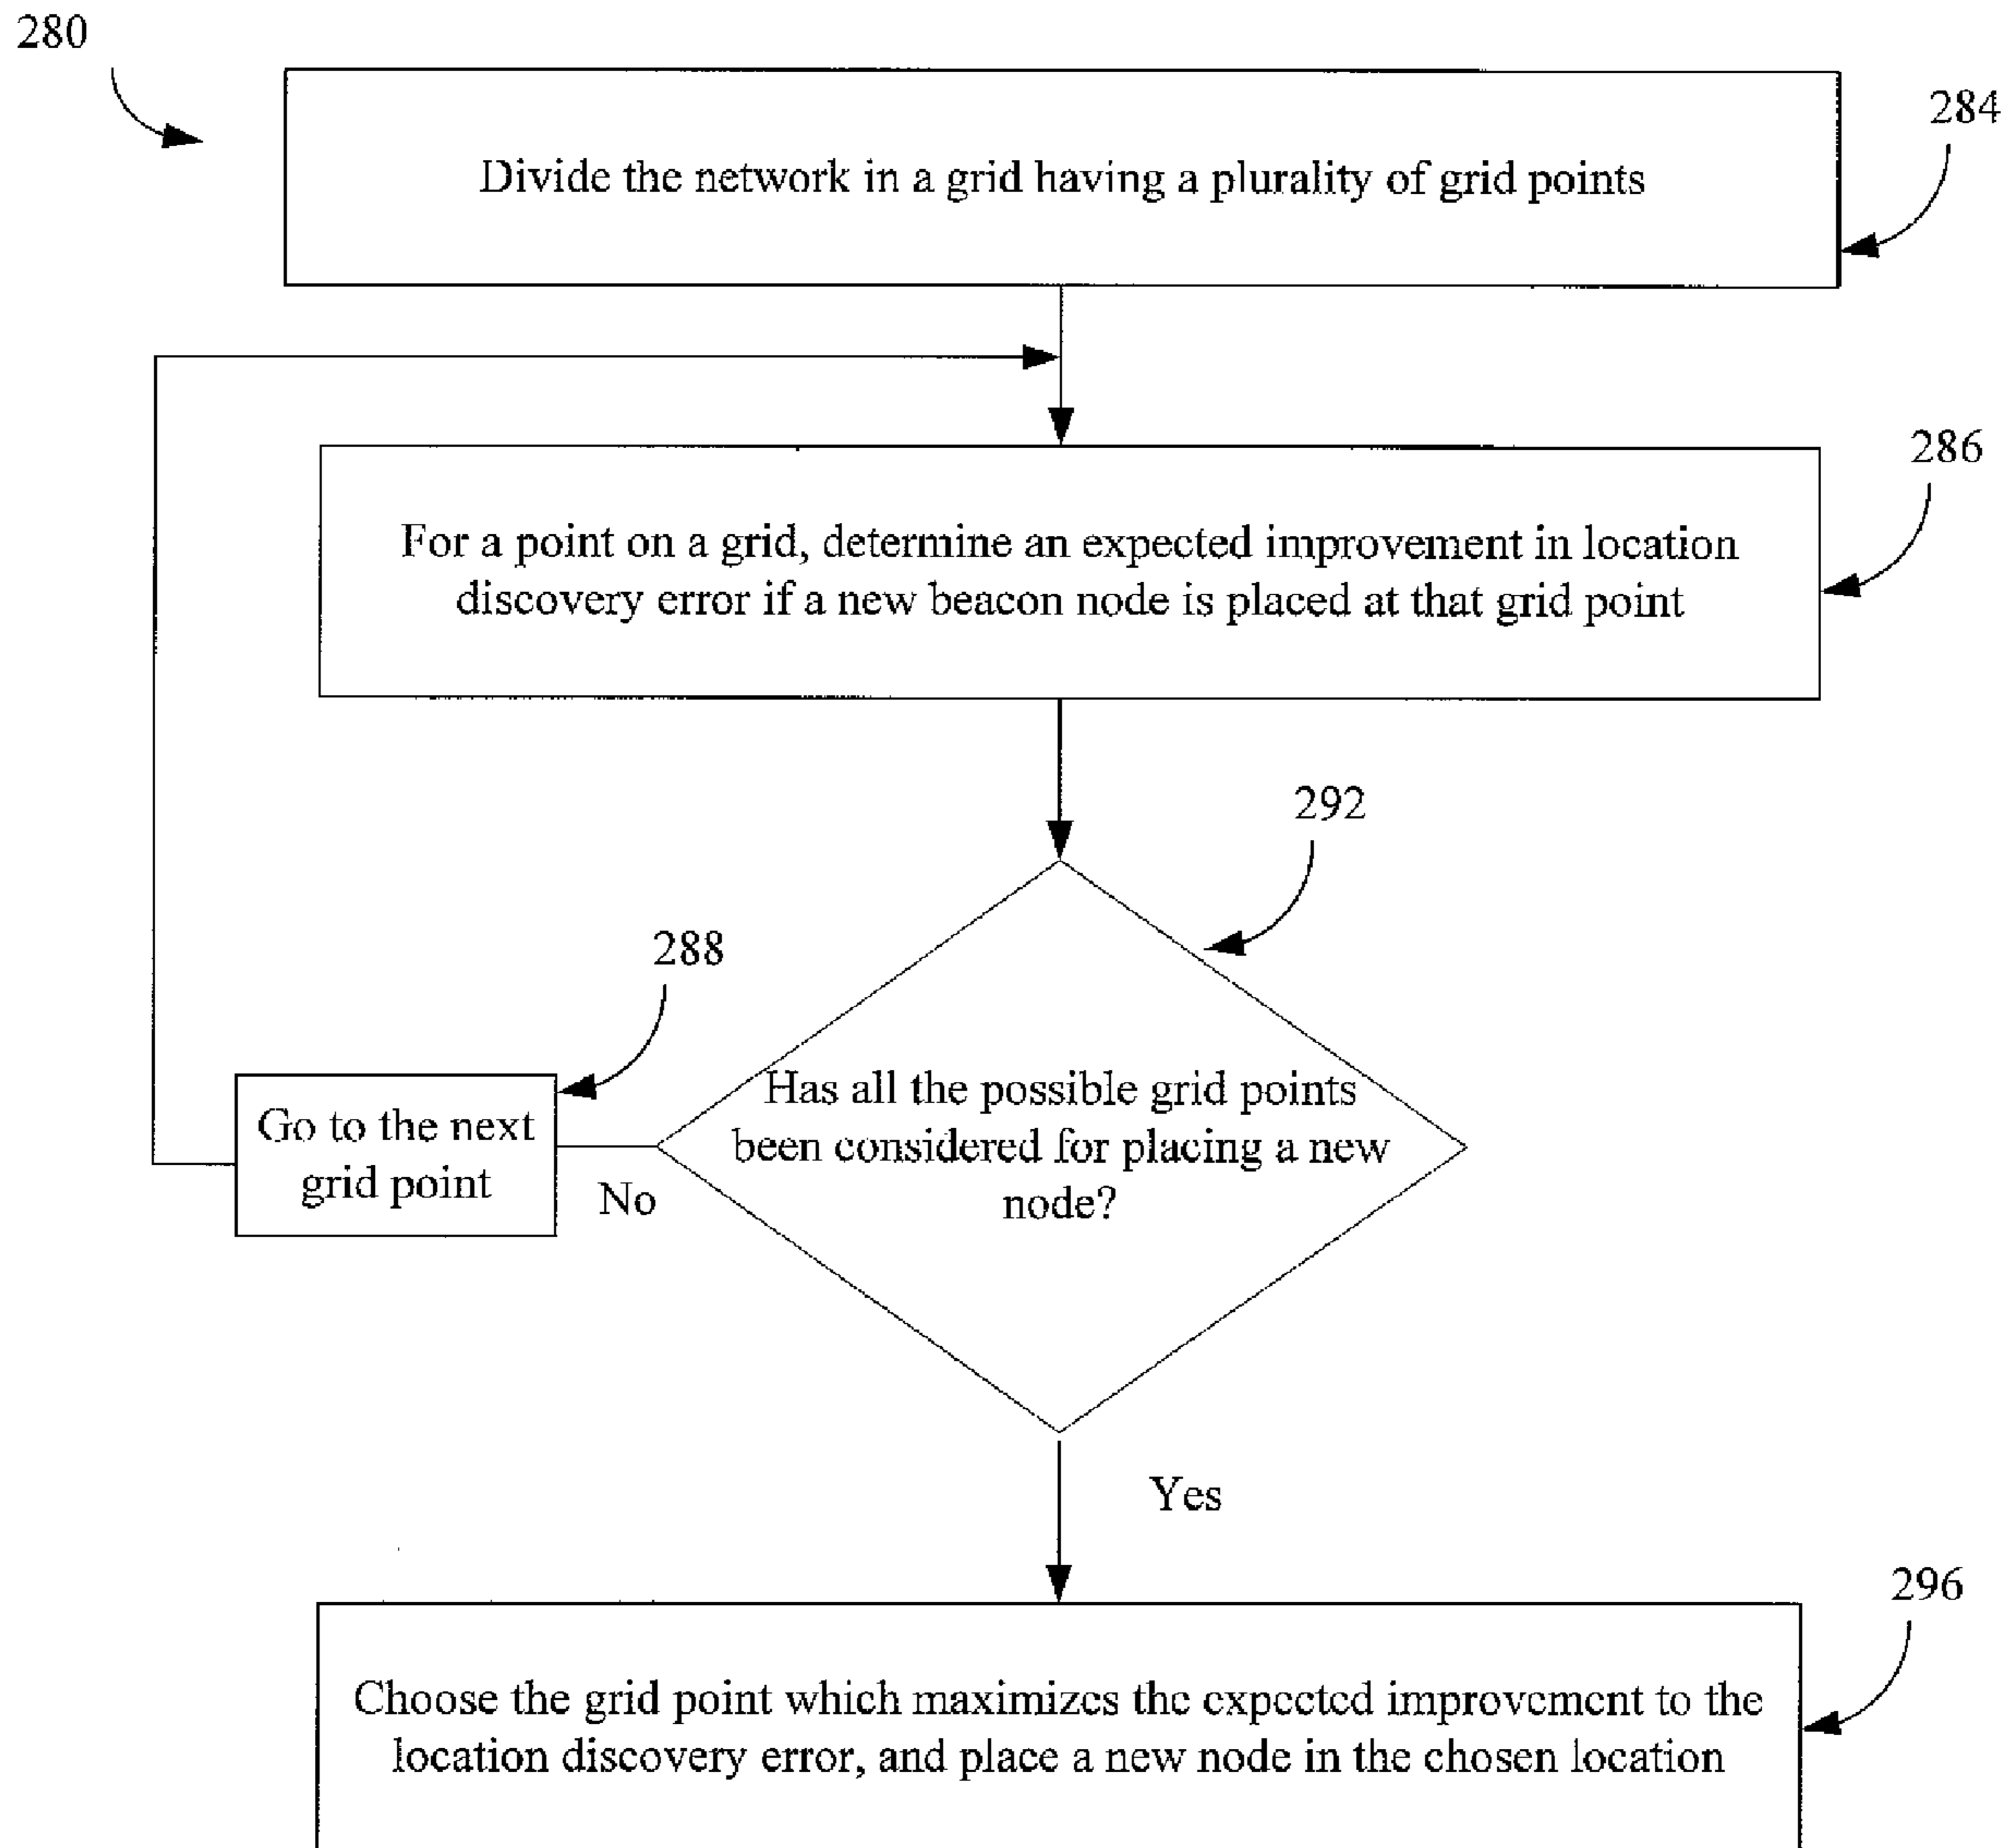 280
284
Divide the network in a grid having a plurality of grid points
286
For a point on a grid, determine an expected improvement in location
discovery error if a new beacon node is placed at that grid point
292
288
Has all the possible grid points
been considered for placing a new
node?
Go to the next
grid point
No
Yes
296
Choose the grid point which maximizes the expected improvement to the
location discovery error, and place a new node in the chosen location